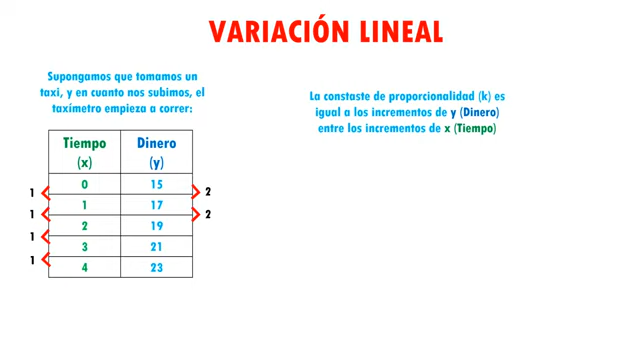 VARIACIÓN LINEAL
Supongamos que tomamos un
taxi, y en cuanto nos subimos, el
taxímetro empieza a correr:
La constaste de proporcionalidad (k) es
igual a los incrementos de y (Dinero)
entre los incrementos de x (Tiempo)
Tiempo (x) Dinero (y)
0 15
1 2
1 17
1 2
2 19
1
3 21
1
4 23